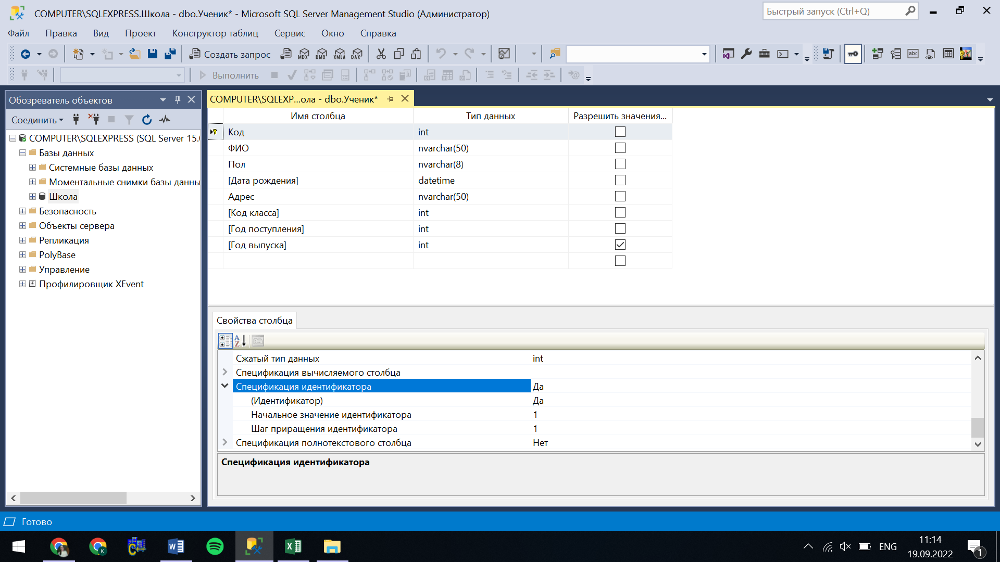 COMPUTER\SQLEXPRESS.Школа - dbo.Ученик* - Microsoft SQL Server Management Studio (Администратор)
Быстрый запуск (Ctrl+Q)
Файл Правка Вид Проект Конструктор таблиц Сервис Окно Справка
Создать запрос MDX DMX XMLA DAX abc
Выполнить
Обозреватель объектов
Соединить
COMPUTER\SQLEXPRESS (SQL Server 15.
Базы данных
Системные базы данных
Моментальные снимки базы данны
Школа
Безопасность
Объекты сервера
Репликация
PolyBase
Управление
Профилировщик XEvent
COMPUTER\SQLEXP...ола - dbo.Ученик*
Имя столбца Тип данных Разрешить значения...
Код int
ФИО nvarchar(50)
Пол nvarchar(8)
[Дата рождения] datetime
Адрес nvarchar(50)
[Код класса] int
[Год поступления] int
[Год выпуска] int
Свойства столбца
Сжатый тип данных int
Спецификация вычисляемого столбца
Спецификация идентификатора Да
(Идентификатор) Да
Начальное значение идентификатора 1
Шаг приращения идентификатора 1
Спецификация полнотекстового столбца Нет
Спецификация идентификатора
Готово
ENG
11:14
19.09.2022
1